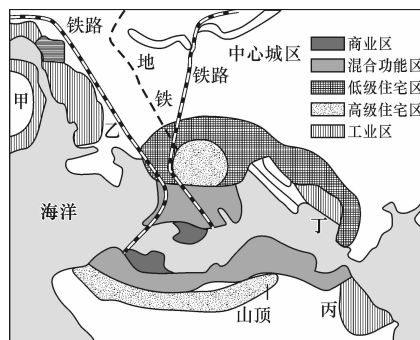 铁路
地
铁
铁路
中心城区
商业区
混合功能区
低级住宅区
高级住宅区
工业区
甲
乙
海洋
丁
山顶
丙